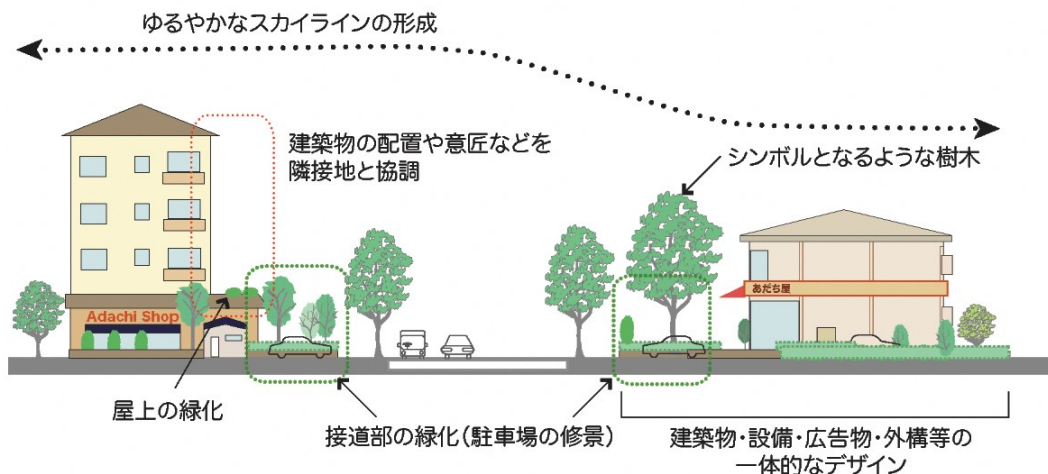 ゆるやかなスカイラインの形成
建築物の配置や意匠などを
隣接地と協調
シンボルとなるような樹木
あだち屋
Adachi Shop
屋上の緑化
接道部の緑化(駐車場の修景)
建築物・設備・広告物・外構等の
一体的なデザイン